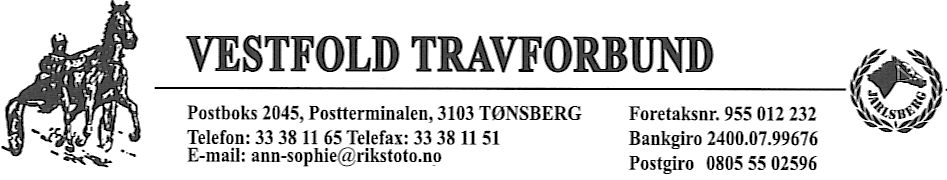 VESTFOLD TRAVFORBUND
Postboks 2045, Postterminalen, 3103 TØNSBERG
Telefon: 33 38 11 65 Telefax: 33 38 11 51
E-mail: ann-sophie@rikstoto.no
Foretaksnr. 955 012 232
Bankgiro 2400.07.99676
Postgiro 0805 55 02596
JARLSBERG